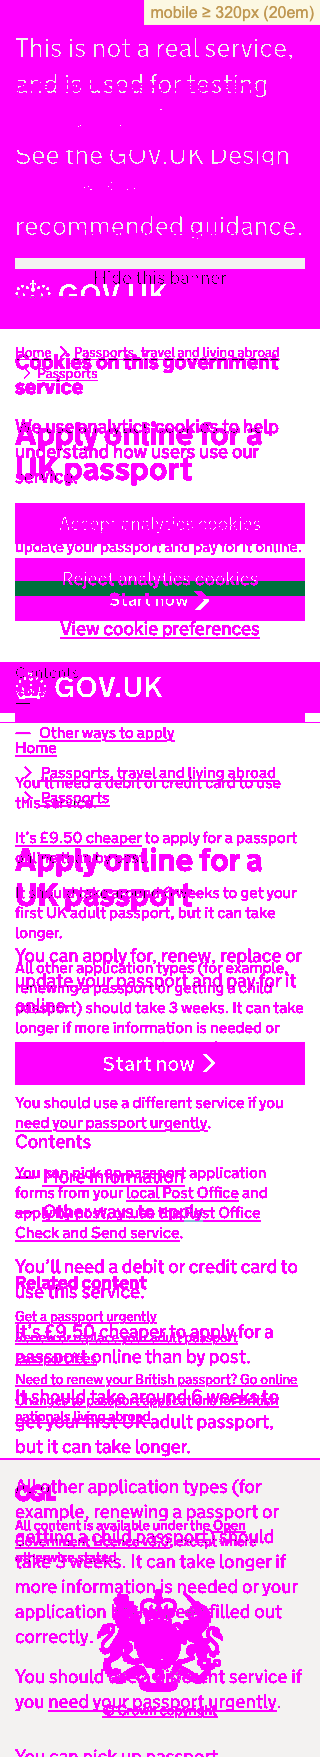 mobile ≥ 320px (20em)
This is not a real service,
and is used for testing
See the GOV.UK Design
recommended guidance.
Hide this banner
GOV.UK
Home Passports, travel and living abroad
Cookies on this government
Passports
service
We use analytics cookies to help
Apply online for a
understand how users use our
UK passport
service.
Accept analytics cookies
update your passport and pay for it online.
Reject analytics cookies
Start now
View cookie preferences
Contents
GOV.UK
— Other ways to apply
Home
Passports, travel and living abroad
You'll need a debit or credit card to use
Passports
this service.
It's £9.50 cheaper to apply for a passport
online than by post.
Apply online for a
It should take around 6 weeks to get your
UK passport
first UK adult passport, but it can take
longer.
You can apply for, renew, replace or
All other application types (for example,
update your passport and pay for it
renewing a passport or getting a child
online.
passport) should take 3 weeks. It can take
longer if more information is needed or
Start now
You should use a different service if you
need your passport urgently.
Contents
You can pick up passport application
— More information
forms from your local Post Office and
— Other ways to apply
Post Office
Check and Send service.
You'll need a debit or credit card to
Related content
use this service.
Get a passport urgently
It's £9.50 cheaper to apply for a
passport online than by post.
Need to renew your British passport? Go online
It should take around 6 weeks to
Changes to passport applications for British
nationals living abroad
get your first UK adult passport,
but it can take longer.
All other application types (for
OGL
example, renewing a passport or
All content is available under the Open
getting a child passport) should
Government Licence v3.0, except where
otherwise stated
take 3 weeks. It can take longer if
more information is needed or your
application filled out
correctly.
You should use a different service if
you need your passport urgently.
© Crown copyright
You can pick up passport